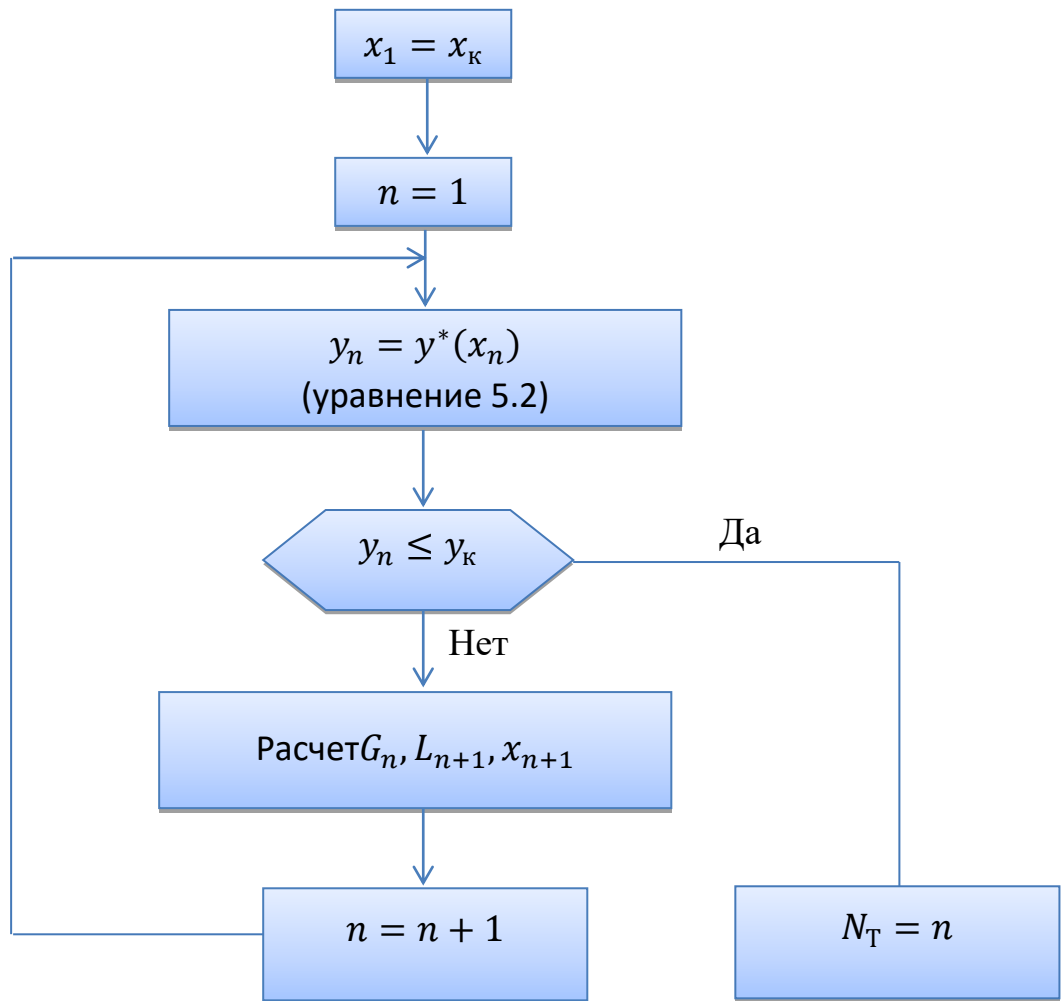 x₁ = xₖ
n = 1
yₙ = y*(xₙ)
(уравнение 5.2)
yₙ ≤ yₖ
Да
Нет
РасчетGₙ, Lₙ₊₁, xₙ₊₁
n = n + 1
N_T = n